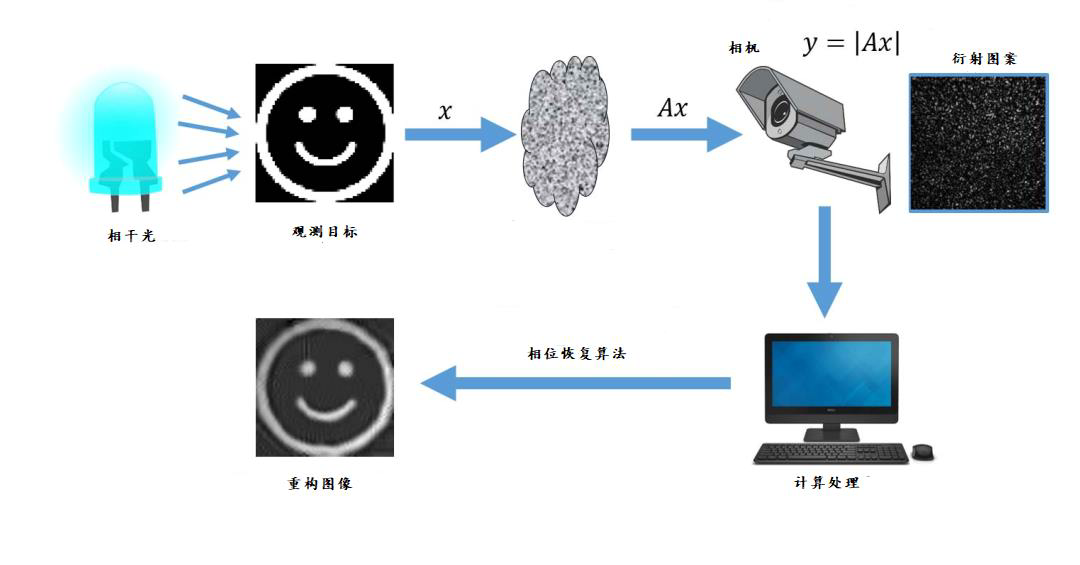 相机
y = |Ax|
衍射图案
x
Ax
相干光
观测目标
相位恢复算法
重构图像
计算处理